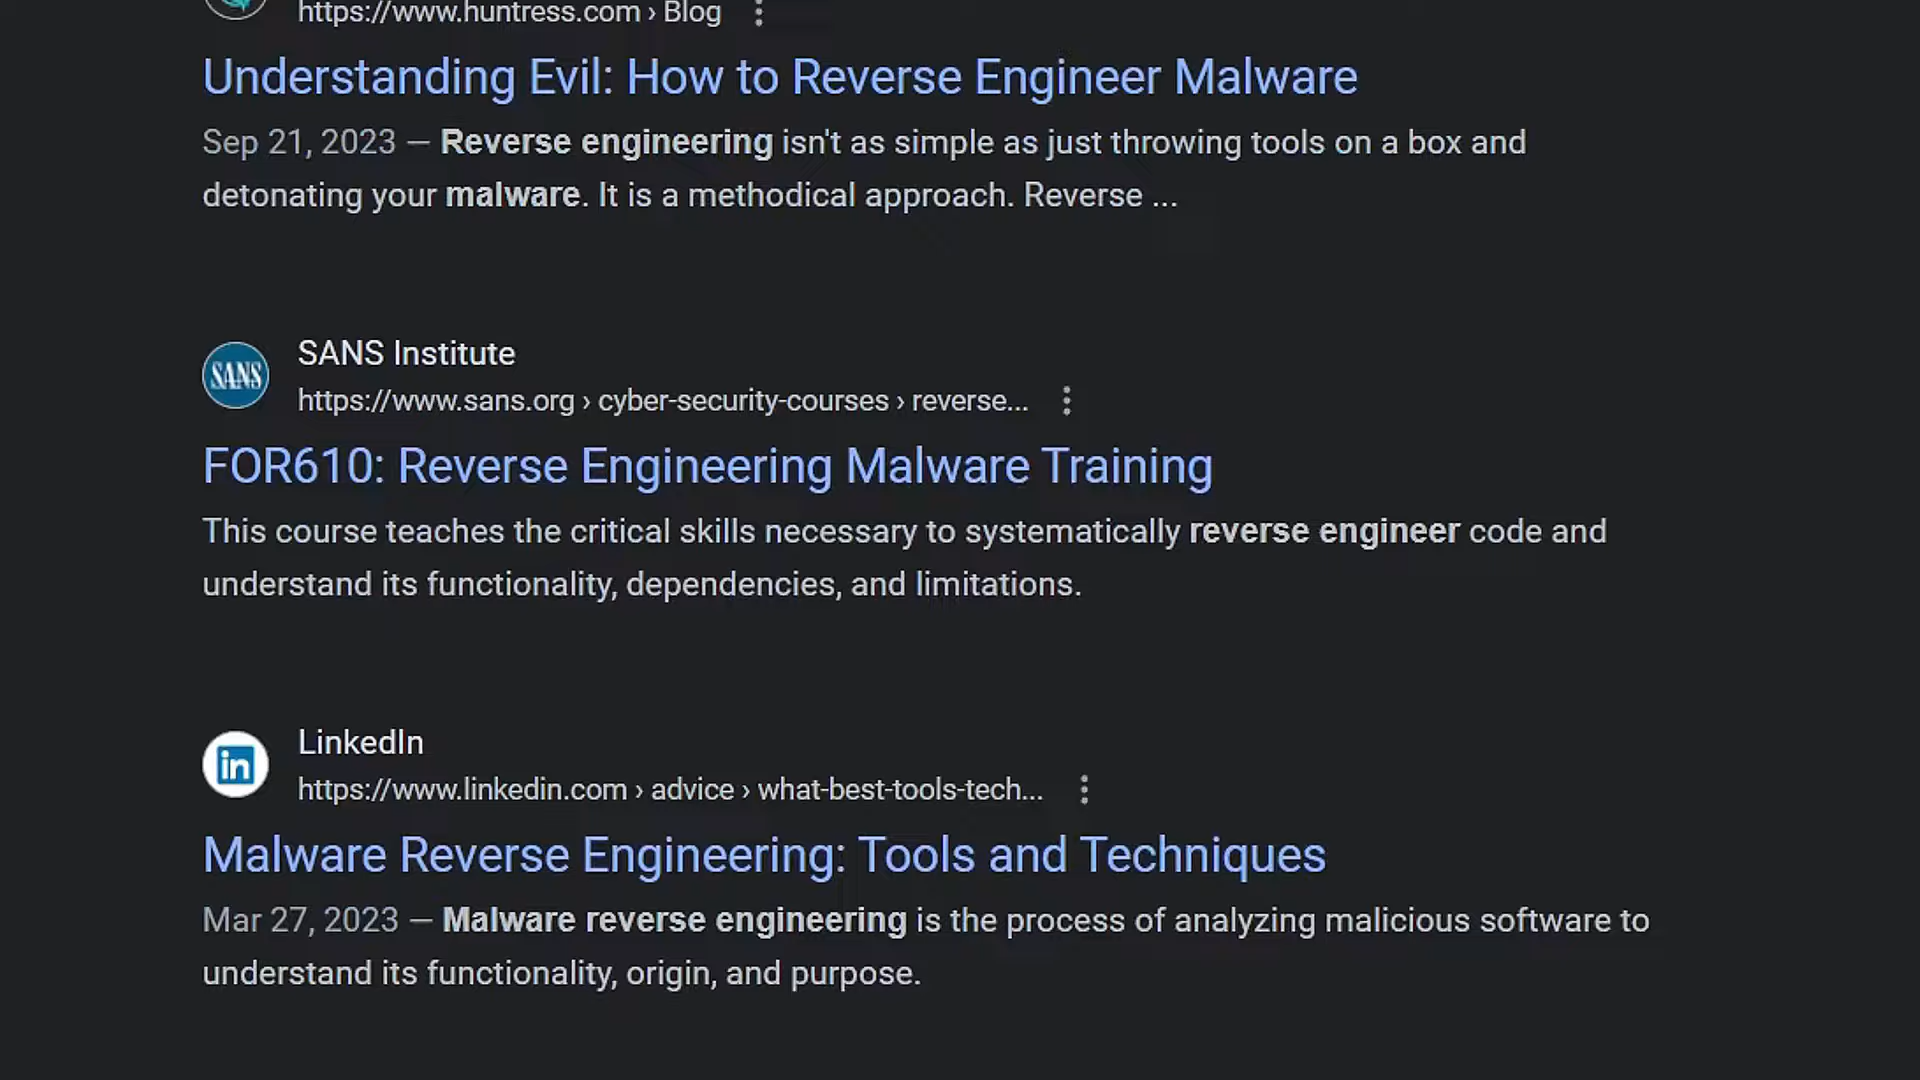 https://www.huntress.com › Blog
Understanding Evil: How to Reverse Engineer Malware
Sep 21, 2023 — Reverse engineering isn't as simple as just throwing tools on a box and
detonating your malware. It is a methodical approach. Reverse ...
SANS
SANS Institute
https://www.sans.org › cyber-security-courses › reverse...
FOR610: Reverse Engineering Malware Training
This course teaches the critical skills necessary to systematically reverse engineer code and
understand its functionality, dependencies, and limitations.
in
LinkedIn
https://www.linkedin.com › advice › what-best-tools-tech...
Malware Reverse Engineering: Tools and Techniques
Mar 27, 2023 — Malware reverse engineering is the process of analyzing malicious software to
understand its functionality, origin, and purpose.